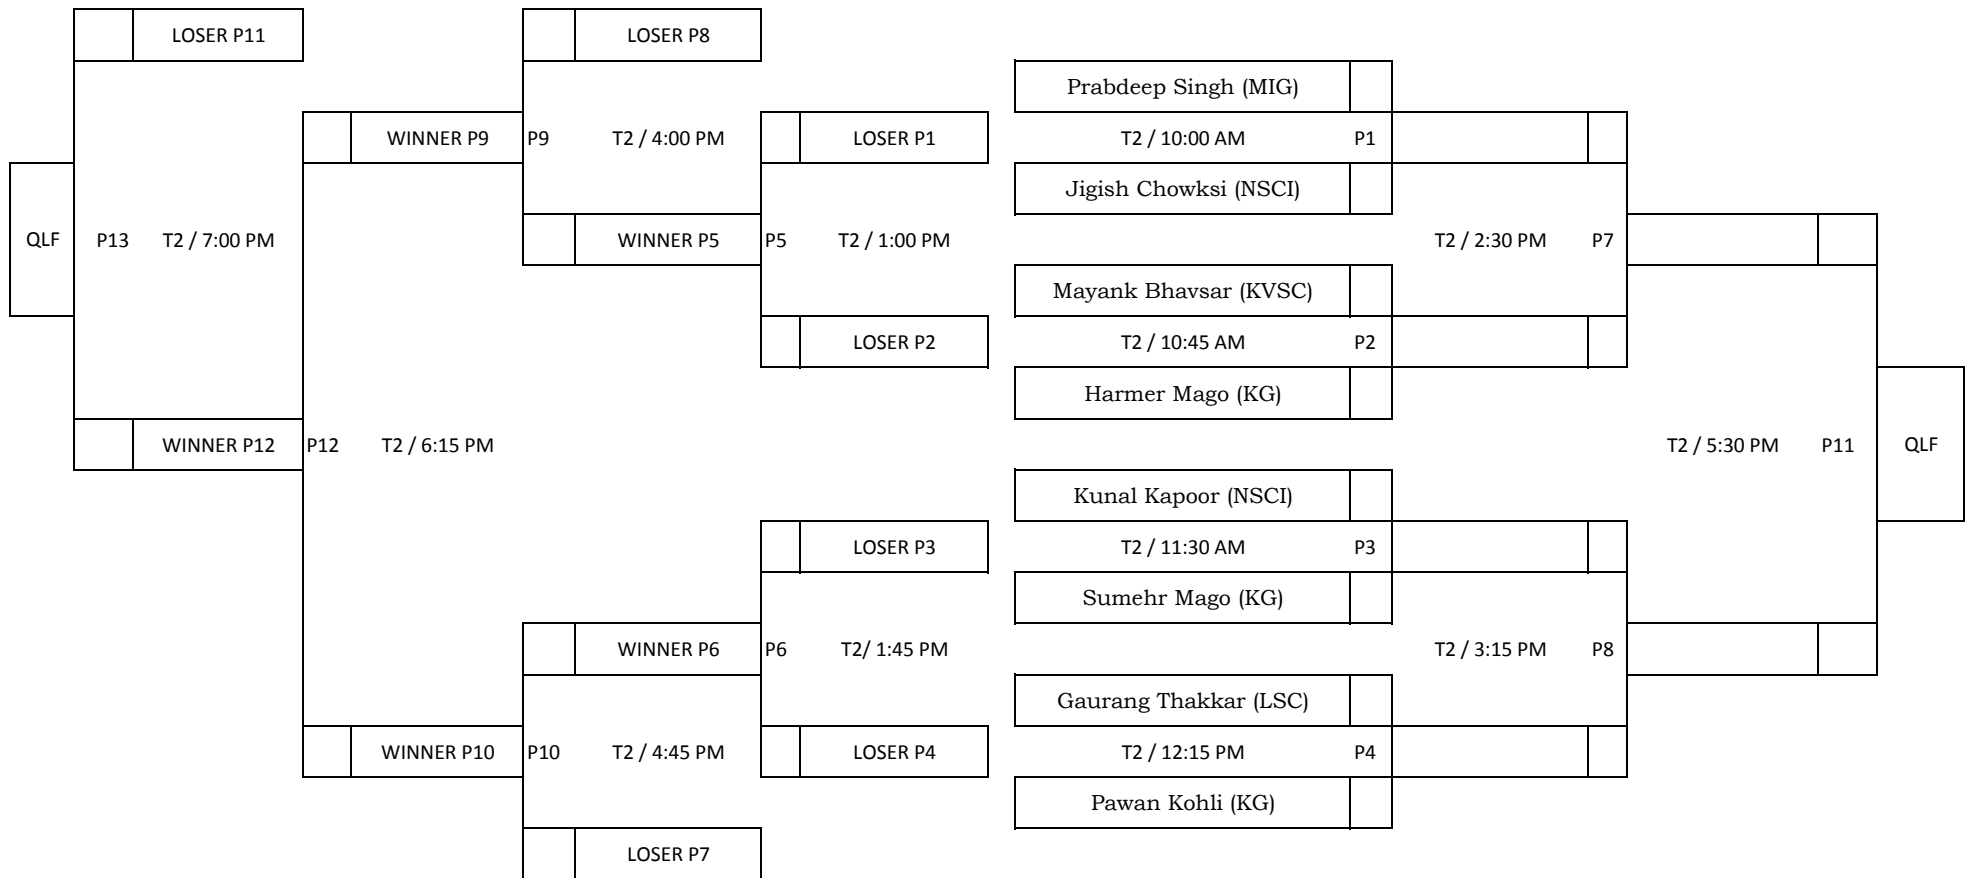 LOSER P11
LOSER P8
Prabdeep Singh (MIG)
WINNER P9
P9
T2 / 4:00 PM
LOSER P1
T2 / 10:00 AM
P1
Jigish Chowksi (NSCI)
QLF
P13
T2 / 7:00 PM
WINNER P5
P5
T2 / 1:00 PM
T2 / 2:30 PM
P7
Mayank Bhavsar (KVSC)
LOSER P2
T2 / 10:45 AM
P2
Harmer Mago (KG)
WINNER P12
P12
T2 / 6:15 PM
T2 / 5:30 PM
P11
QLF
Kunal Kapoor (NSCI)
LOSER P3
T2 / 11:30 AM
P3
Sumehr Mago (KG)
WINNER P6
P6
T2/ 1:45 PM
T2 / 3:15 PM
P8
Gaurang Thakkar (LSC)
WINNER P10
P10
T2 / 4:45 PM
LOSER P4
T2 / 12:15 PM
P4
Pawan Kohli (KG)
LOSER P7